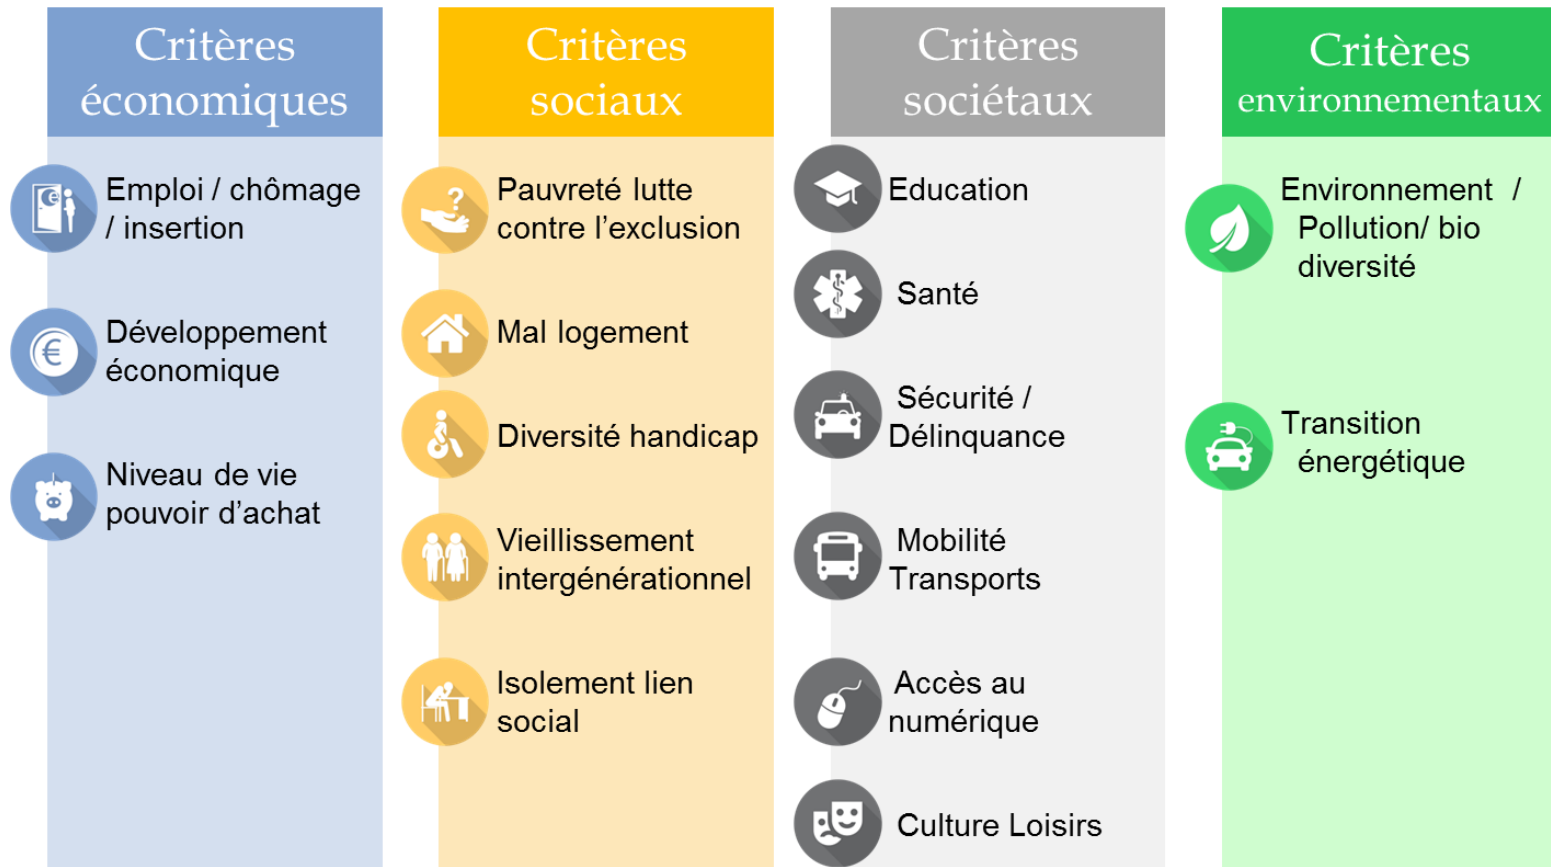 Critères
économiques
Emploi / chômage
/ insertion
Développement
économique
Niveau de vie
pouvoir d’achat
Critères
sociaux
Pauvreté lutte
contre l’exclusion
?
Mal logement
Diversité handicap
Vieillissement
intergénérationnel
Isolement lien
social
Critères
sociétaux
Education
Santé
Sécurité /
Délinquance
Mobilité
Transports
Accès au
numérique
Culture Loisirs
Critères
environnementaux
Environnement /
Pollution/ bio
diversité
Transition
énergétique